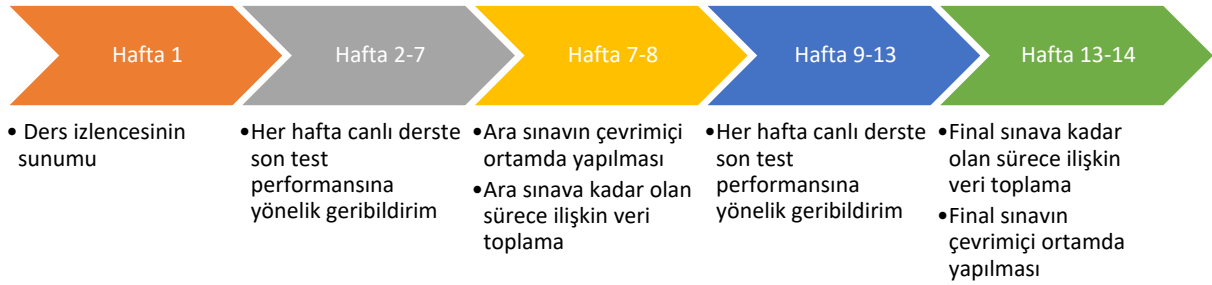 Hafta 1
Hafta 2-7
Hafta 7-8
Hafta 9-13
Hafta 13-14
• Ders izlencesinin
sunumu
•Her hafta canlı derste
son test
performansına
yönelik geribildirim
•Ara sınavın çevrimiçi
ortamda yapılması
•Ara sınava kadar olan
sürece ilişkin veri
toplama
•Her hafta canlı derste
son test
performansına
yönelik geribildirim
•Final sınava kadar
olan sürece ilişkin
veri toplama
•Final sınavın
çevrimiçi ortamda
yapılması